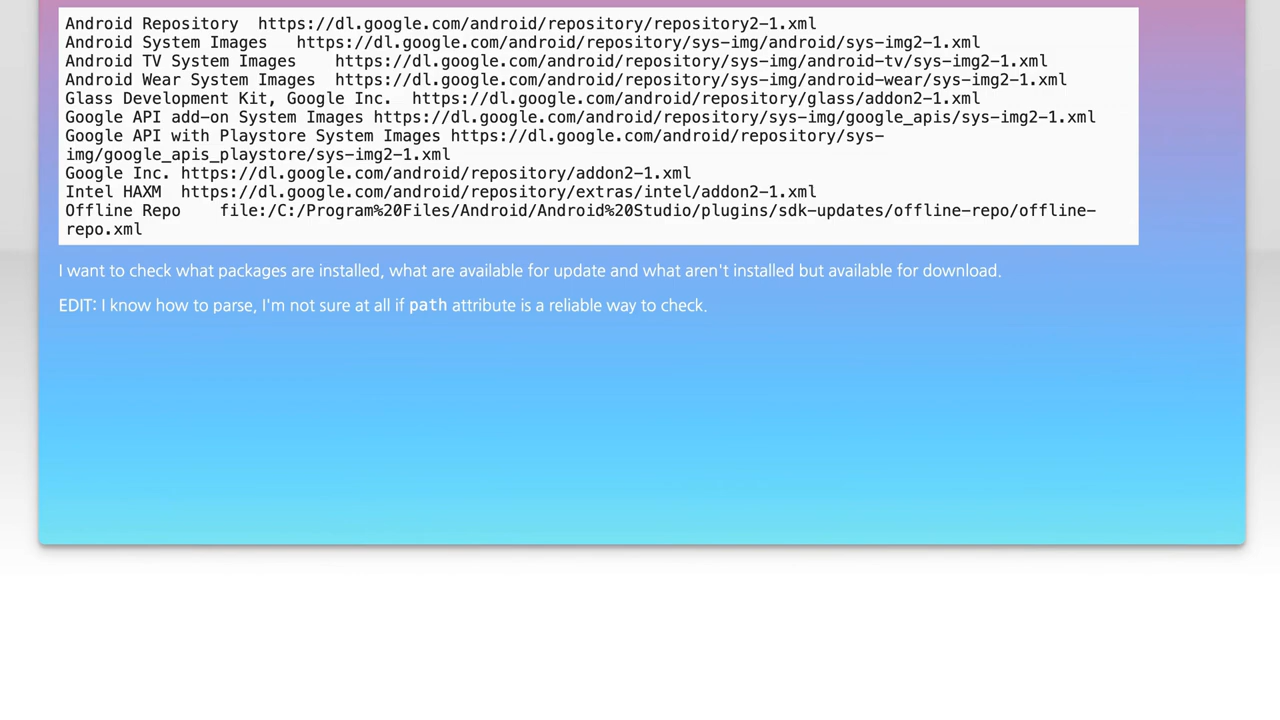 Android Repository  https://dl.google.com/android/repository/repository2-1.xml
Android System Images   https://dl.google.com/android/repository/sys-img/android/sys-img2-1.xml
Android TV System Images    https://dl.google.com/android/repository/sys-img/android-tv/sys-img2-1.xml
Android Wear System Images  https://dl.google.com/android/repository/sys-img/android-wear/sys-img2-1.xml
Glass Development Kit, Google Inc.  https://dl.google.com/android/repository/glass/addon2-1.xml
Google API add-on System Images https://dl.google.com/android/repository/sys-img/google_apis/sys-img2-1.xml
Google API with Playstore System Images https://dl.google.com/android/repository/sys-
img/google_apis_playstore/sys-img2-1.xml
Google Inc. https://dl.google.com/android/repository/addon2-1.xml
Intel HAXM  https://dl.google.com/android/repository/extras/intel/addon2-1.xml
Offline Repo    file:/C:/Program%20Files/Android/Android%20Studio/plugins/sdk-updates/offline-repo/offline-
repo.xml
I want to check what packages are installed, what are available for update and what aren't installed but available for download.
EDIT: I know how to parse, I'm not sure at all if path attribute is a reliable way to check.